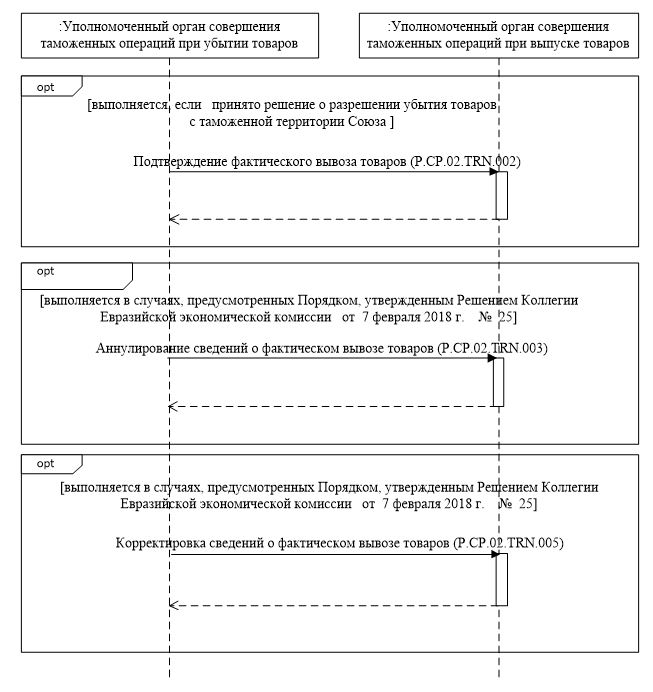 :Уполномоченный орган совершения
таможенных операций при убытии товаров
:Уполномоченный орган совершения
таможенных операций при выпуске товаров
opt
[выполняется, если принято решение о разрешении убытия товаров
с таможенной территории Союза ]
Подтверждение фактического вывоза товаров (P.CP.02.TRN.002)
opt
[выполняется в случаях, предусмотренных Порядком, утвержденным Решением Коллегии
Евразийской экономической комиссии от 7 февраля 2018 г. № 25]
Аннулирование сведений о фактическом вывозе товаров (P.CP.02.TRN.003)
opt
[выполняется в случаях, предусмотренных Порядком, утвержденным Решением Коллегии
Евразийской экономической комиссии от 7 февраля 2018 г. № 25]
Корректировка сведений о фактическом вывозе товаров (P.CP.02.TRN.005)